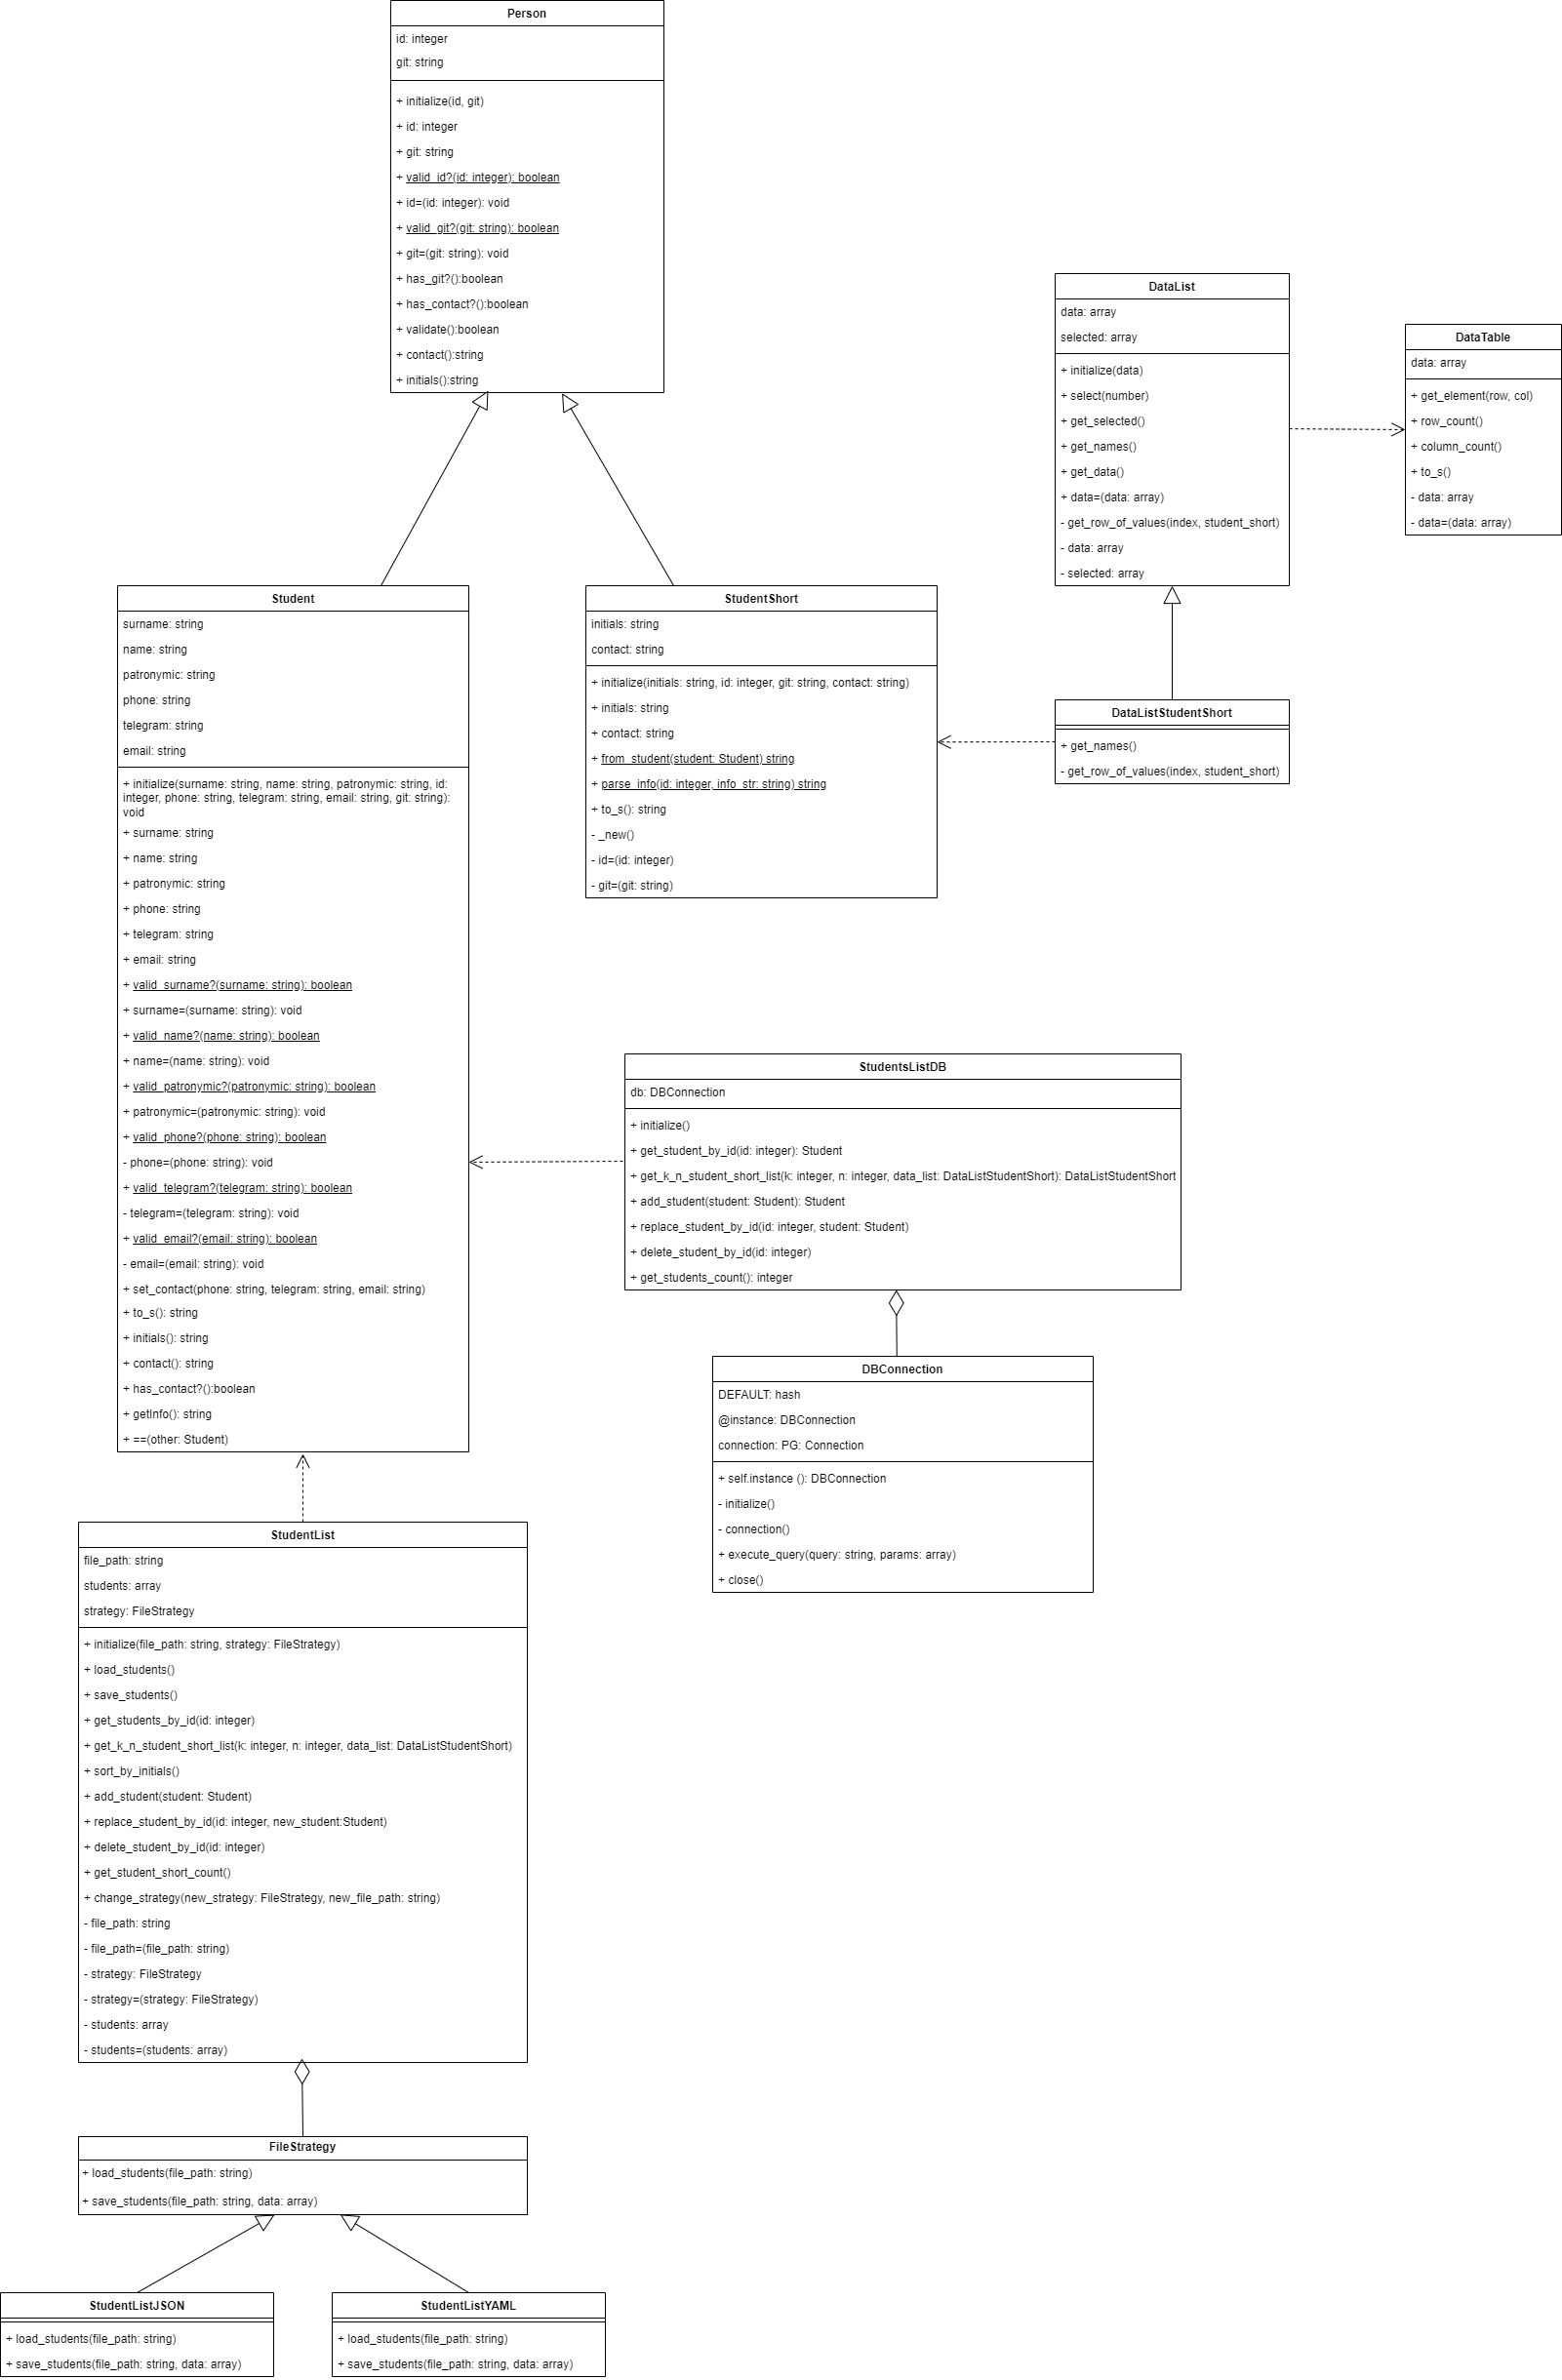 Person
id: integer
git: string
+ initialize(id, git)
+ id: integer
+ git: string
+ valid_id?(id: integer): boolean
+ id=(id: integer): void
+ valid_git?(git: string): boolean
+ git=(git: string): void
+ has_git?():boolean
+ has_contact?():boolean
+ validate():boolean
+ contact():string
+ initials():string
DataList
data: array
selected: array
+ initialize(data)
+ select(number)
+ get_selected()
+ get_names()
+ get_data()
+ data=(data: array)
- get_row_of_values(index, student_short)
- data: array
- selected: array
DataTable
data: array
+ get_element(row, col)
+ row_count()
+ column_count()
+ to_s()
- data: array
- data=(data: array)
Student
surname: string
name: string
patronymic: string
phone: string
telegram: string
email: string
+ initialize(surname: string, name: string, patronymic: string, id:
integer, phone: string, telegram: string, email: string, git: string):
void
+ surname: string
+ name: string
+ patronymic: string
+ phone: string
+ telegram: string
+ email: string
+ valid_surname?(surname: string): boolean
+ surname=(surname: string): void
+ valid_name?(name: string): boolean
+ name=(name: string): void
+ valid_patronymic?(patronymic: string): boolean
+ patronymic=(patronymic: string): void
+ valid_phone?(phone: string): boolean
- phone=(phone: string): void
+ valid_telegram?(telegram: string): boolean
- telegram=(telegram: string): void
+ valid_email?(email: string): boolean
- email=(email: string): void
+ set_contact(phone: string, telegram: string, email: string)
+ to_s(): string
+ initials(): string
+ contact(): string
+ has_contact?():boolean
+ getInfo(): string
+ ==(other: Student)
StudentShort
initials: string
contact: string
+ initialize(initials: string, id: integer, git: string, contact: string)
+ initials: string
+ contact: string
+ from_student(student: Student) string
+ parse_info(id: integer, info_str: string) string
+ to_s(): string
- _new()
- id=(id: integer)
- git=(git: string)
DataListStudentShort
+ get_names()
- get_row_of_values(index, student_short)
StudentsListDB
db: DBConnection
+ initialize()
+ get_student_by_id(id: integer): Student
+ get_k_n_student_short_list(k: integer, n: integer, data_list: DataListStudentShort): DataListStudentShort
+ add_student(student: Student): Student
+ replace_student_by_id(id: integer, student: Student)
+ delete_student_by_id(id: integer)
+ get_students_count(): integer
DBConnection
DEFAULT: hash
@instance: DBConnection
connection: PG: Connection
+ self.instance (): DBConnection
- initialize()
- connection()
+ execute_query(query: string, params: array)
+ close()
StudentList
file_path: string
students: array
strategy: FileStrategy
+ initialize(file_path: string, strategy: FileStrategy)
+ load_students()
+ save_students()
+ get_students_by_id(id: integer)
+ get_k_n_student_short_list(k: integer, n: integer, data_list: DataListStudentShort)
+ sort_by_initials()
+ add_student(student: Student)
+ replace_student_by_id(id: integer, new_student:Student)
+ delete_student_by_id(id: integer)
+ get_student_short_count()
+ change_strategy(new_strategy: FileStrategy, new_file_path: string)
- file_path: string
- file_path=(file_path: string)
- strategy: FileStrategy
- strategy=(strategy: FileStrategy)
- students: array
- students=(students: array)
FileStrategy
+ load_students(file_path: string)
+ save_students(file_path: string, data: array)
StudentListJSON
+ load_students(file_path: string)
+ save_students(file_path: string, data: array)
StudentListYAML
+ load_students(file_path: string)
+ save_students(file_path: string, data: array)